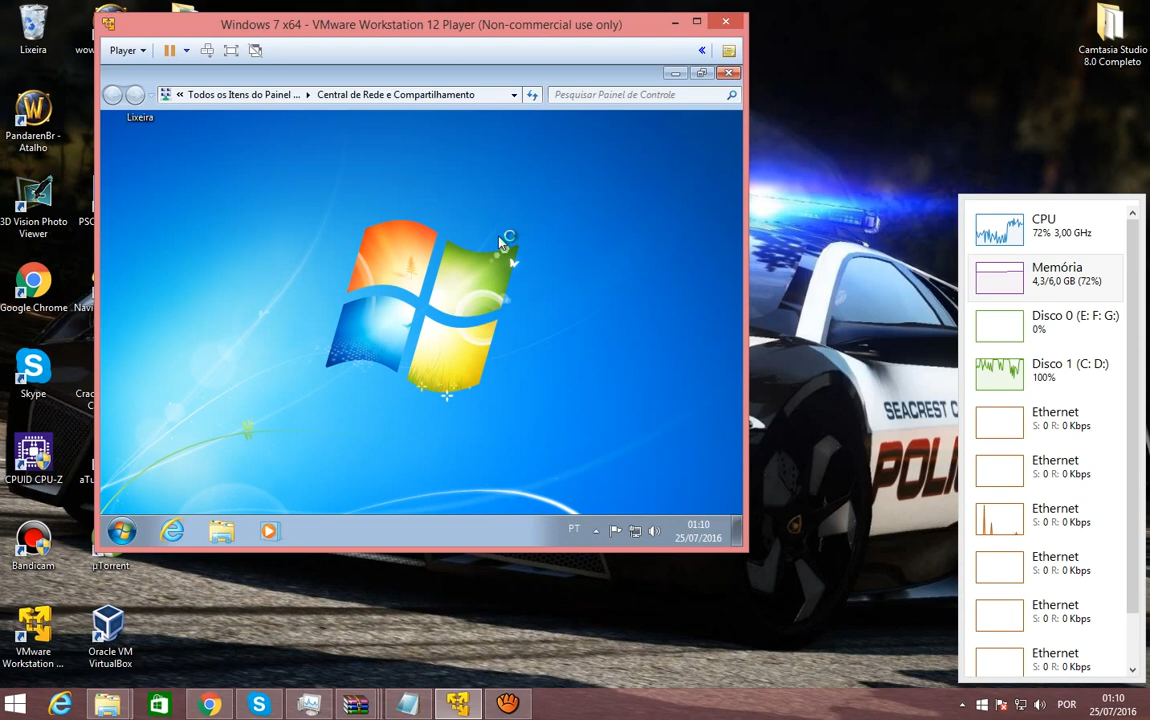 Windows 7 x64 - VMware Workstation 12 Player (Non-commercial use only)
Player
Todos os Itens do Painel ...
Central de Rede e Compartilhamento
Pesquisar Painel de Controle
Lixeira
PT
01:10
25/07/2016
Lixeira
wow
PandarenBr -
Atalho
3D Vision Photo
Viewer
PSC
Google Chrome
Navi
Skype
Crac
C
CPUID CPU-Z
aTu
Bandicam
µTorrent
VMware
Workstation ...
Oracle VM
VirtualBox
Camtasia Studio
8.0 Completo
SEACREST C
POLI
CPU
72% 3,00 GHz
Memória
4,3/6,0 GB (72%)
Disco 0 (E: F: G:)
0%
Disco 1 (C: D:)
100%
Ethernet
S: 0 R: 0 Kbps
Ethernet
S: 0 R: 0 Kbps
Ethernet
S: 0 R: 0 Kbps
Ethernet
S: 0 R: 0 Kbps
Ethernet
S: 0 R: 0 Kbps
Ethernet
S: 0 R: 0 Kbps
POR
01:10
25/07/2016